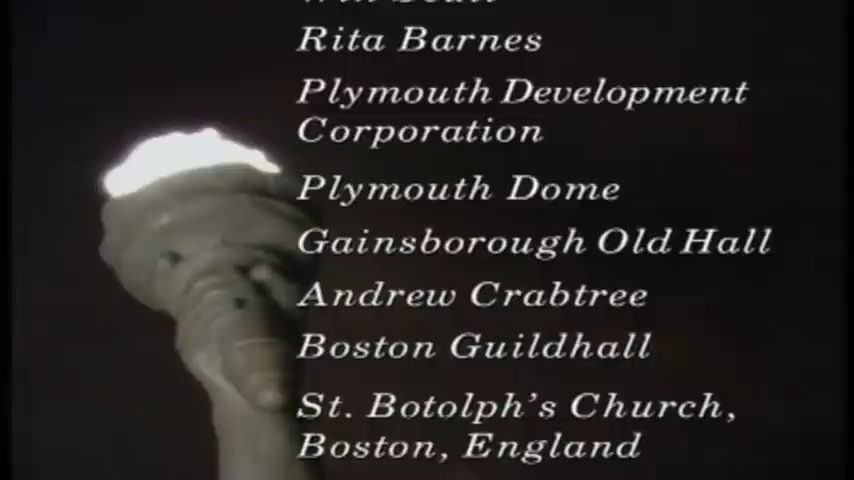 Rita Barnes
Plymouth Development
Corporation
Plymouth Dome
Gainsborough Old Hall
Andrew Crabtree
Boston Guildhall
St. Botolph's Church,
Boston, England